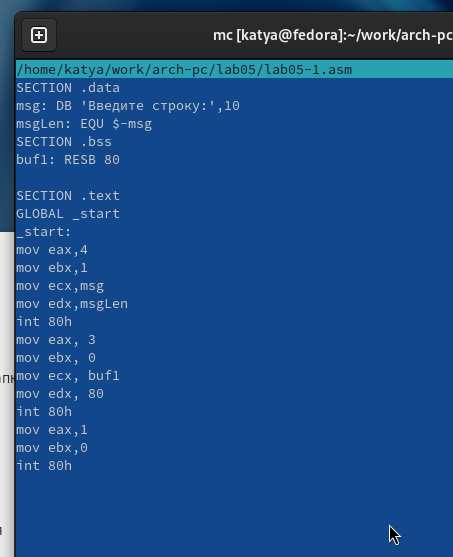 mc [katya@fedora]:~/work/arch-pc
/home/katya/work/arch-pc/lab05/lab05-1.asm
SECTION .data
msg: DB 'Введите строку:',10
msgLen: EQU $-msg
SECTION .bss
buf1: RESB 80
SECTION .text
GLOBAL _start
_start:
mov eax,4
mov ebx,1
mov ecx,msg
mov edx,msgLen
int 80h
mov eax, 3
mov ebx, 0
mov ecx, buf1
mov edx, 80
int 80h
mov eax,1
mov ebx,0
int 80h